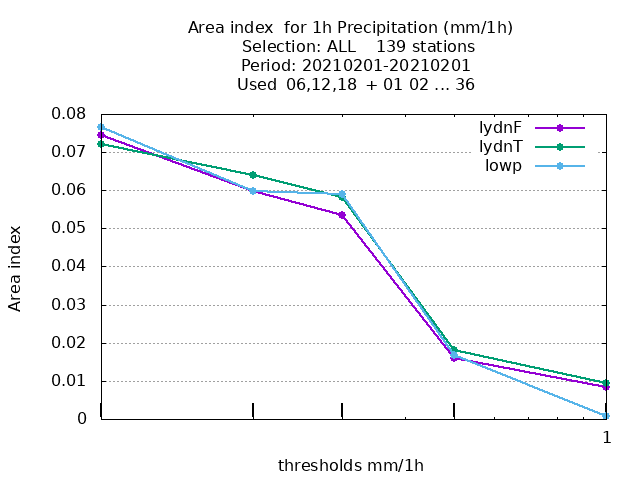 Area index  for 1h Precipitation (mm/1h)
Selection: ALL    139 stations
Period: 20210201-20210201
Used  06,12,18  + 01 02 ... 36
0.08
0.07
0.06
0.05
0.04
0.03
0.02
0.01
0
Area index
lydnF
lydnT
lowp
1
thresholds mm/1h